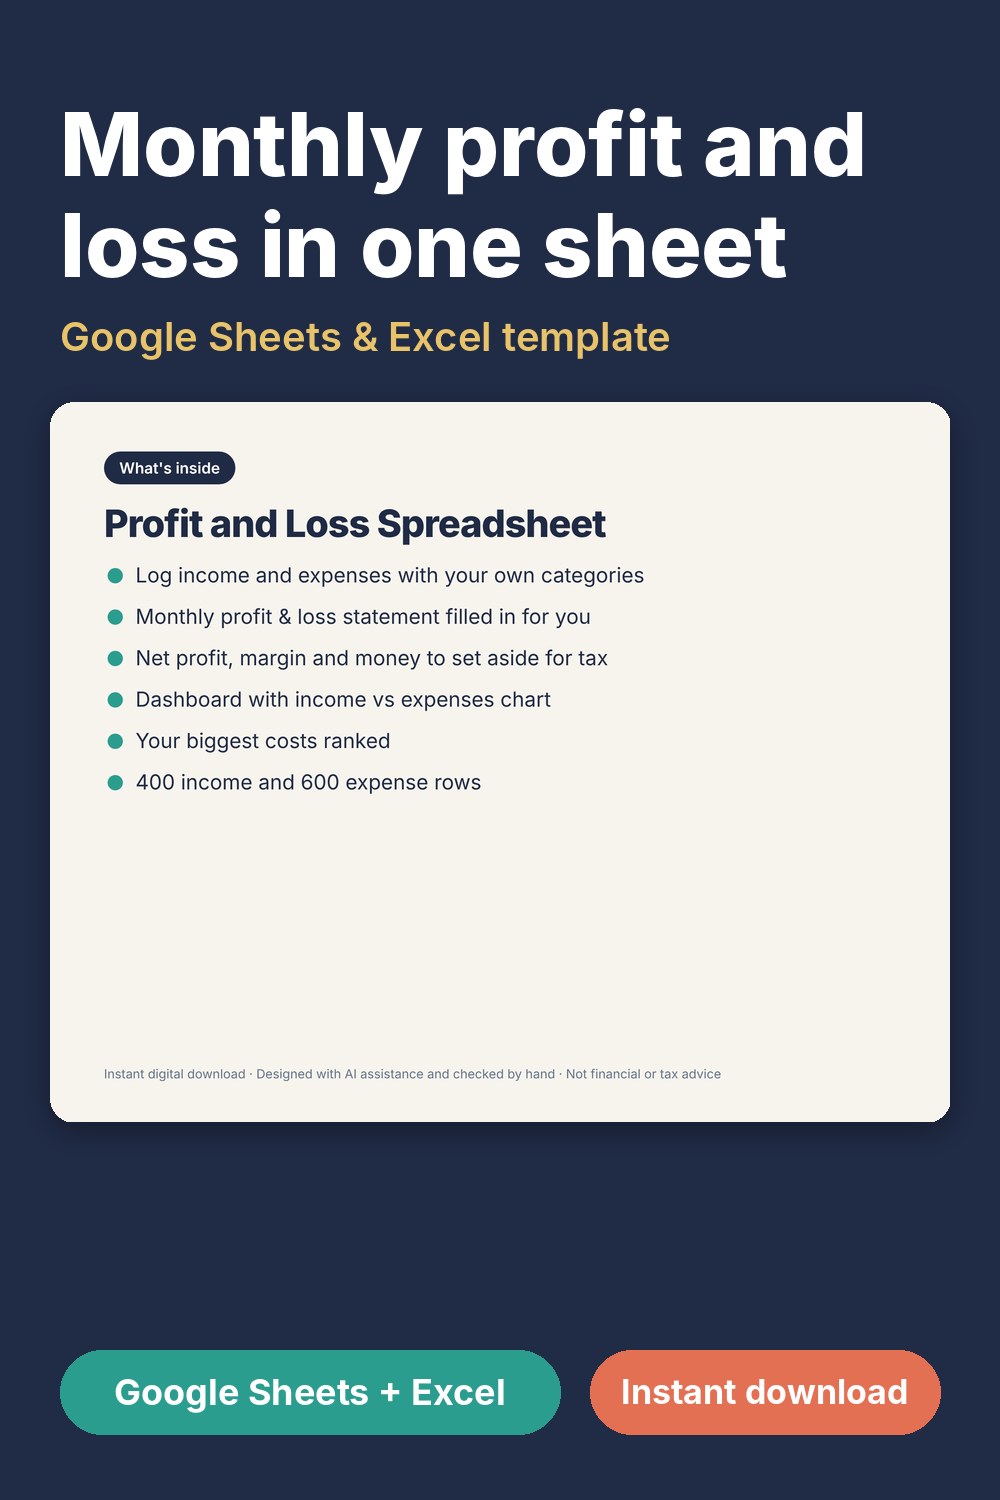 Monthly profit and
loss in one sheet
Google Sheets & Excel template
What's inside
Profit and Loss Spreadsheet
Log income and expenses with your own categories
Monthly profit & loss statement filled in for you
Net profit, margin and money to set aside for tax
Dashboard with income vs expenses chart
Your biggest costs ranked
400 income and 600 expense rows
Instant digital download · Designed with AI assistance and checked by hand · Not financial or tax advice
Google Sheets + Excel
Instant download